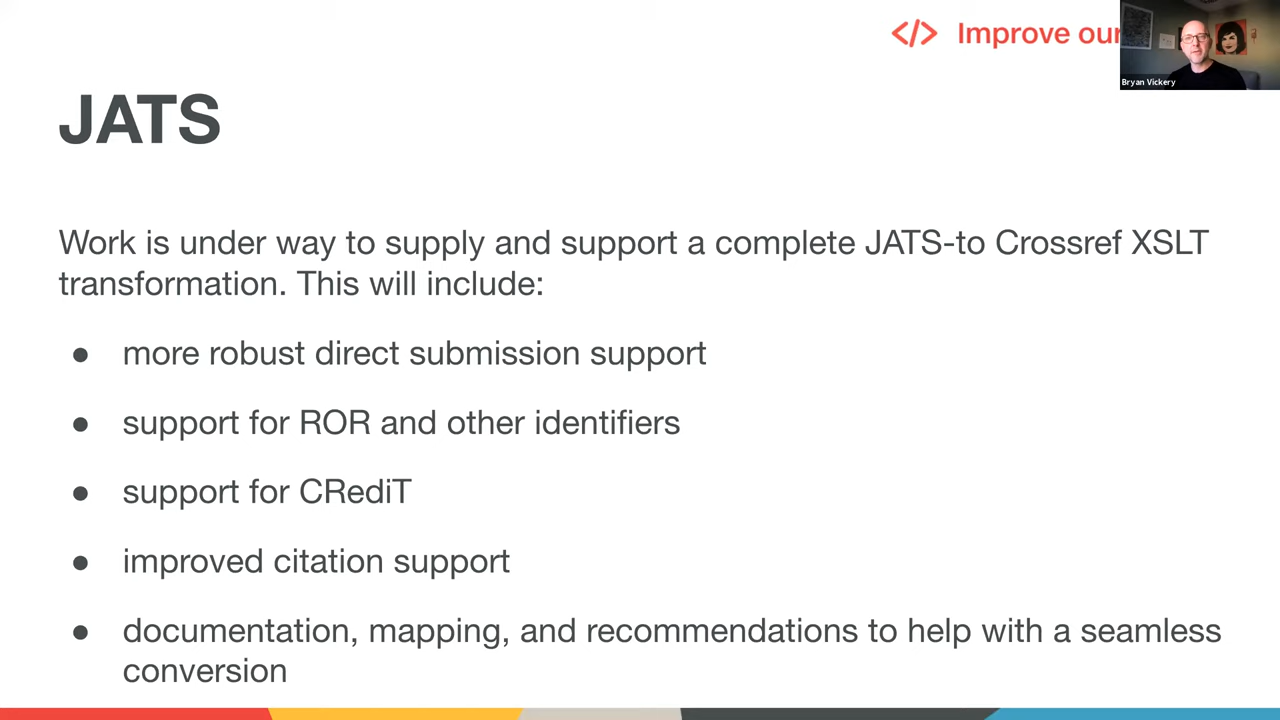 </> Improve our
Bryan Vickery
JATS
Work is under way to supply and support a complete JATS-to Crossref XSLT
transformation. This will include:
● more robust direct submission support
● support for ROR and other identifiers
● support for CRediT
● improved citation support
● documentation, mapping, and recommendations to help with a seamless
conversion